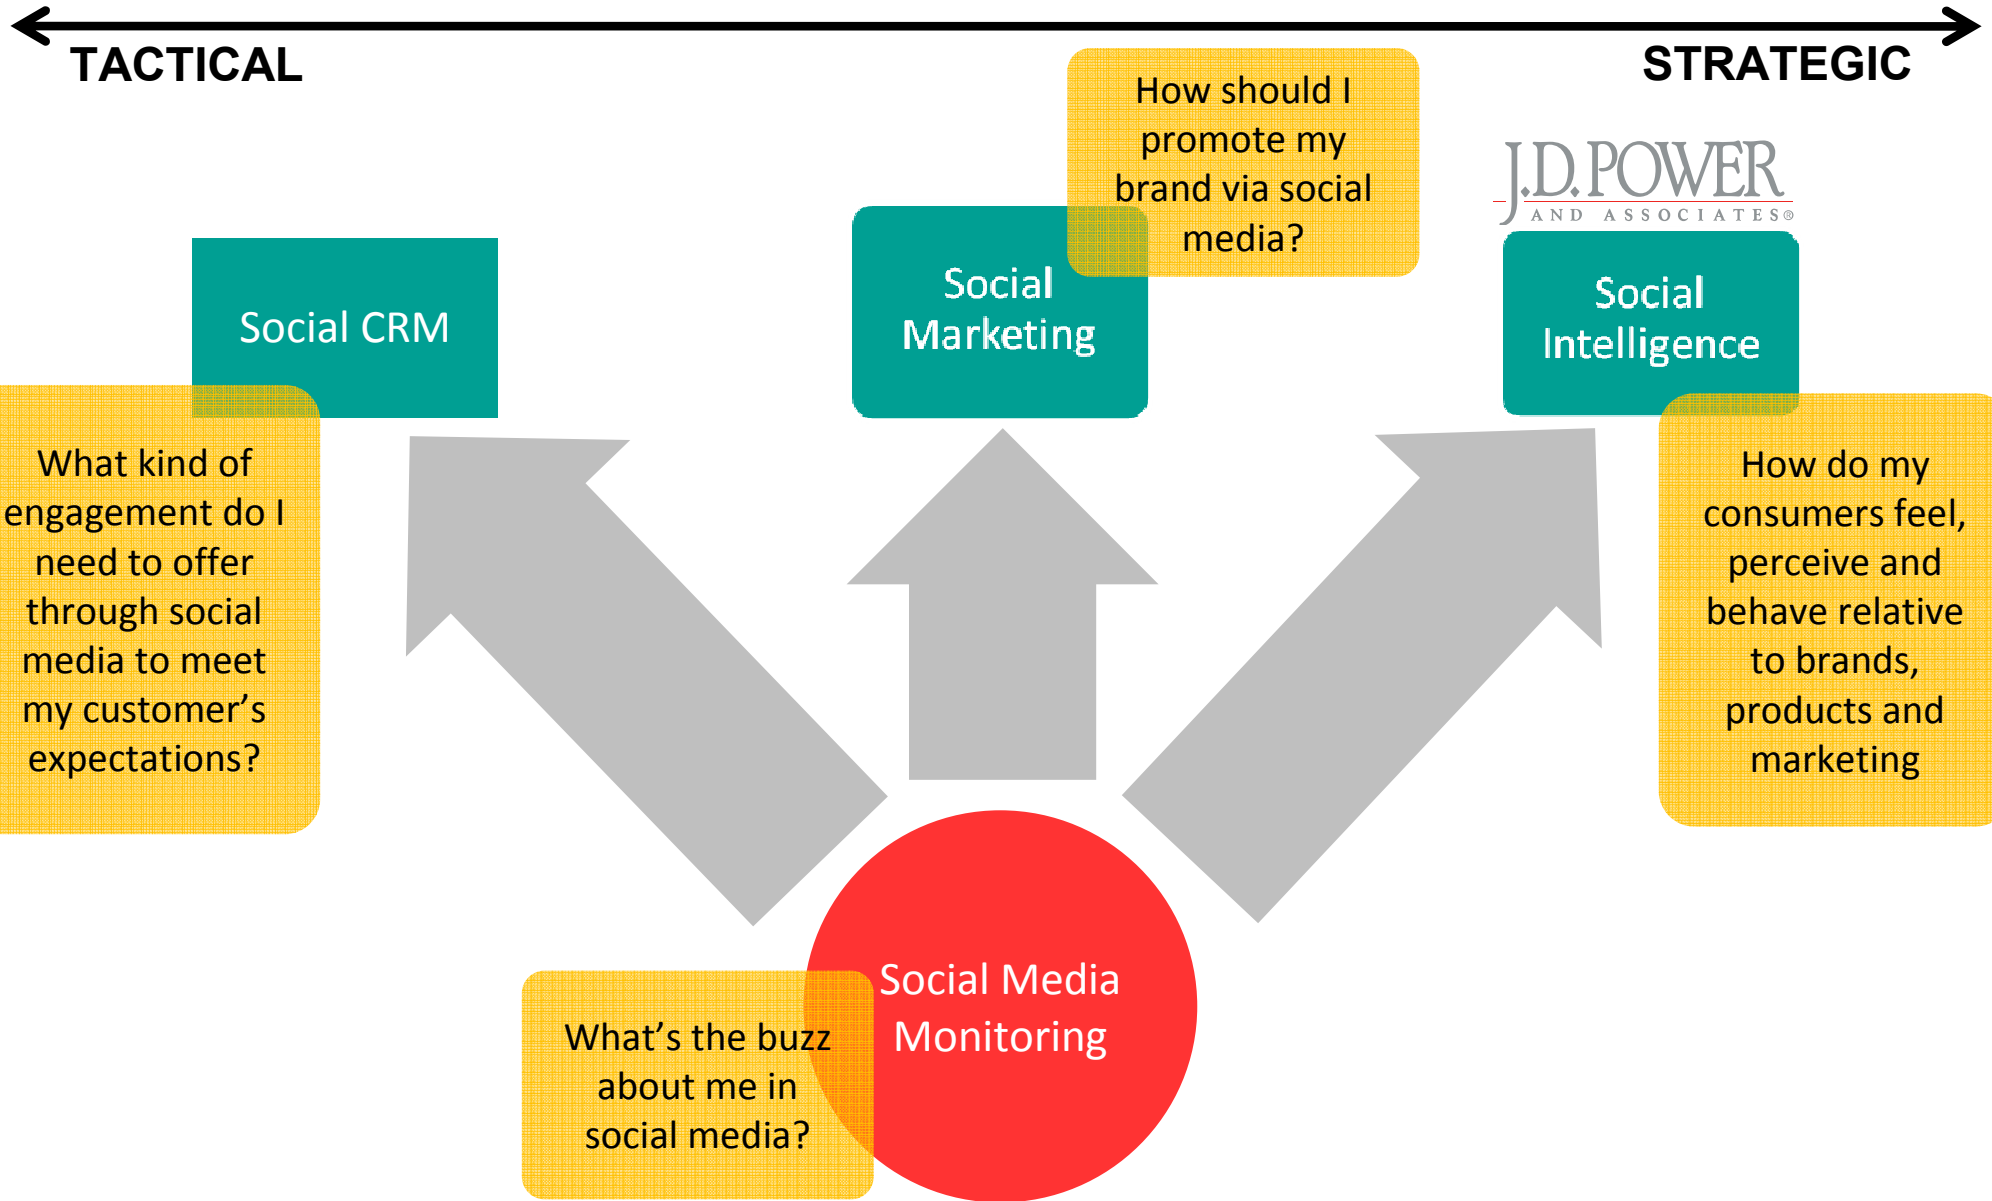 TACTICAL
STRATEGIC
How should I
promote my
brand via social
media?
J.D. POWER
AND ASSOCIATES®
Social CRM
Social
Marketing
Social
Intelligence
What kind of
engagement do I
need to offer
through social
media to meet
my customer’s
expectations?
How do my
consumers feel,
perceive and
behave relative
to brands,
products and
marketing
Social Media
Monitoring
What’s the buzz
about me in
social media?